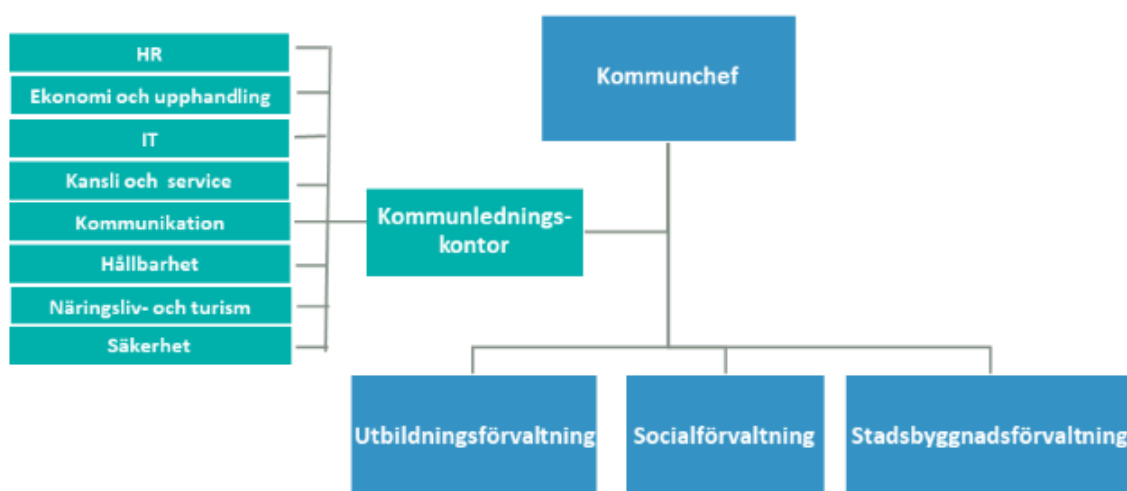 HR
Ekonomi och upphandling
IT
Kansli och service
Kommunikation
Hållbarhet
Näringsliv- och turism
Säkerhet
Kommunchef
Kommunlednings-
kontor
Utbildningsförvaltning
Socialförvaltning
Stadsbyggnadsförvaltning